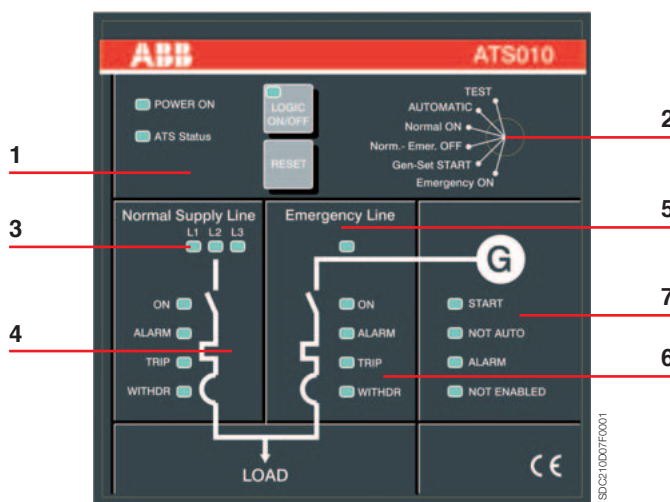 ABB ATS010
POWER ON
ATS Status
LOGIC
ON/OFF
RESET
TEST
AUTOMATIC
Normal ON
Norm.- Emer. OFF
Gen-Set START
Emergency ON
1
2
3
4
5
7
6
Normal Supply Line
L1 L2 L3
ON
ALARM
TRIP
WITHDR
Emergency Line
ON
ALARM
TRIP
WITHDR
G
START
NOT AUTO
ALARM
NOT ENABLED
LOAD
CE
SDC210D07F0001